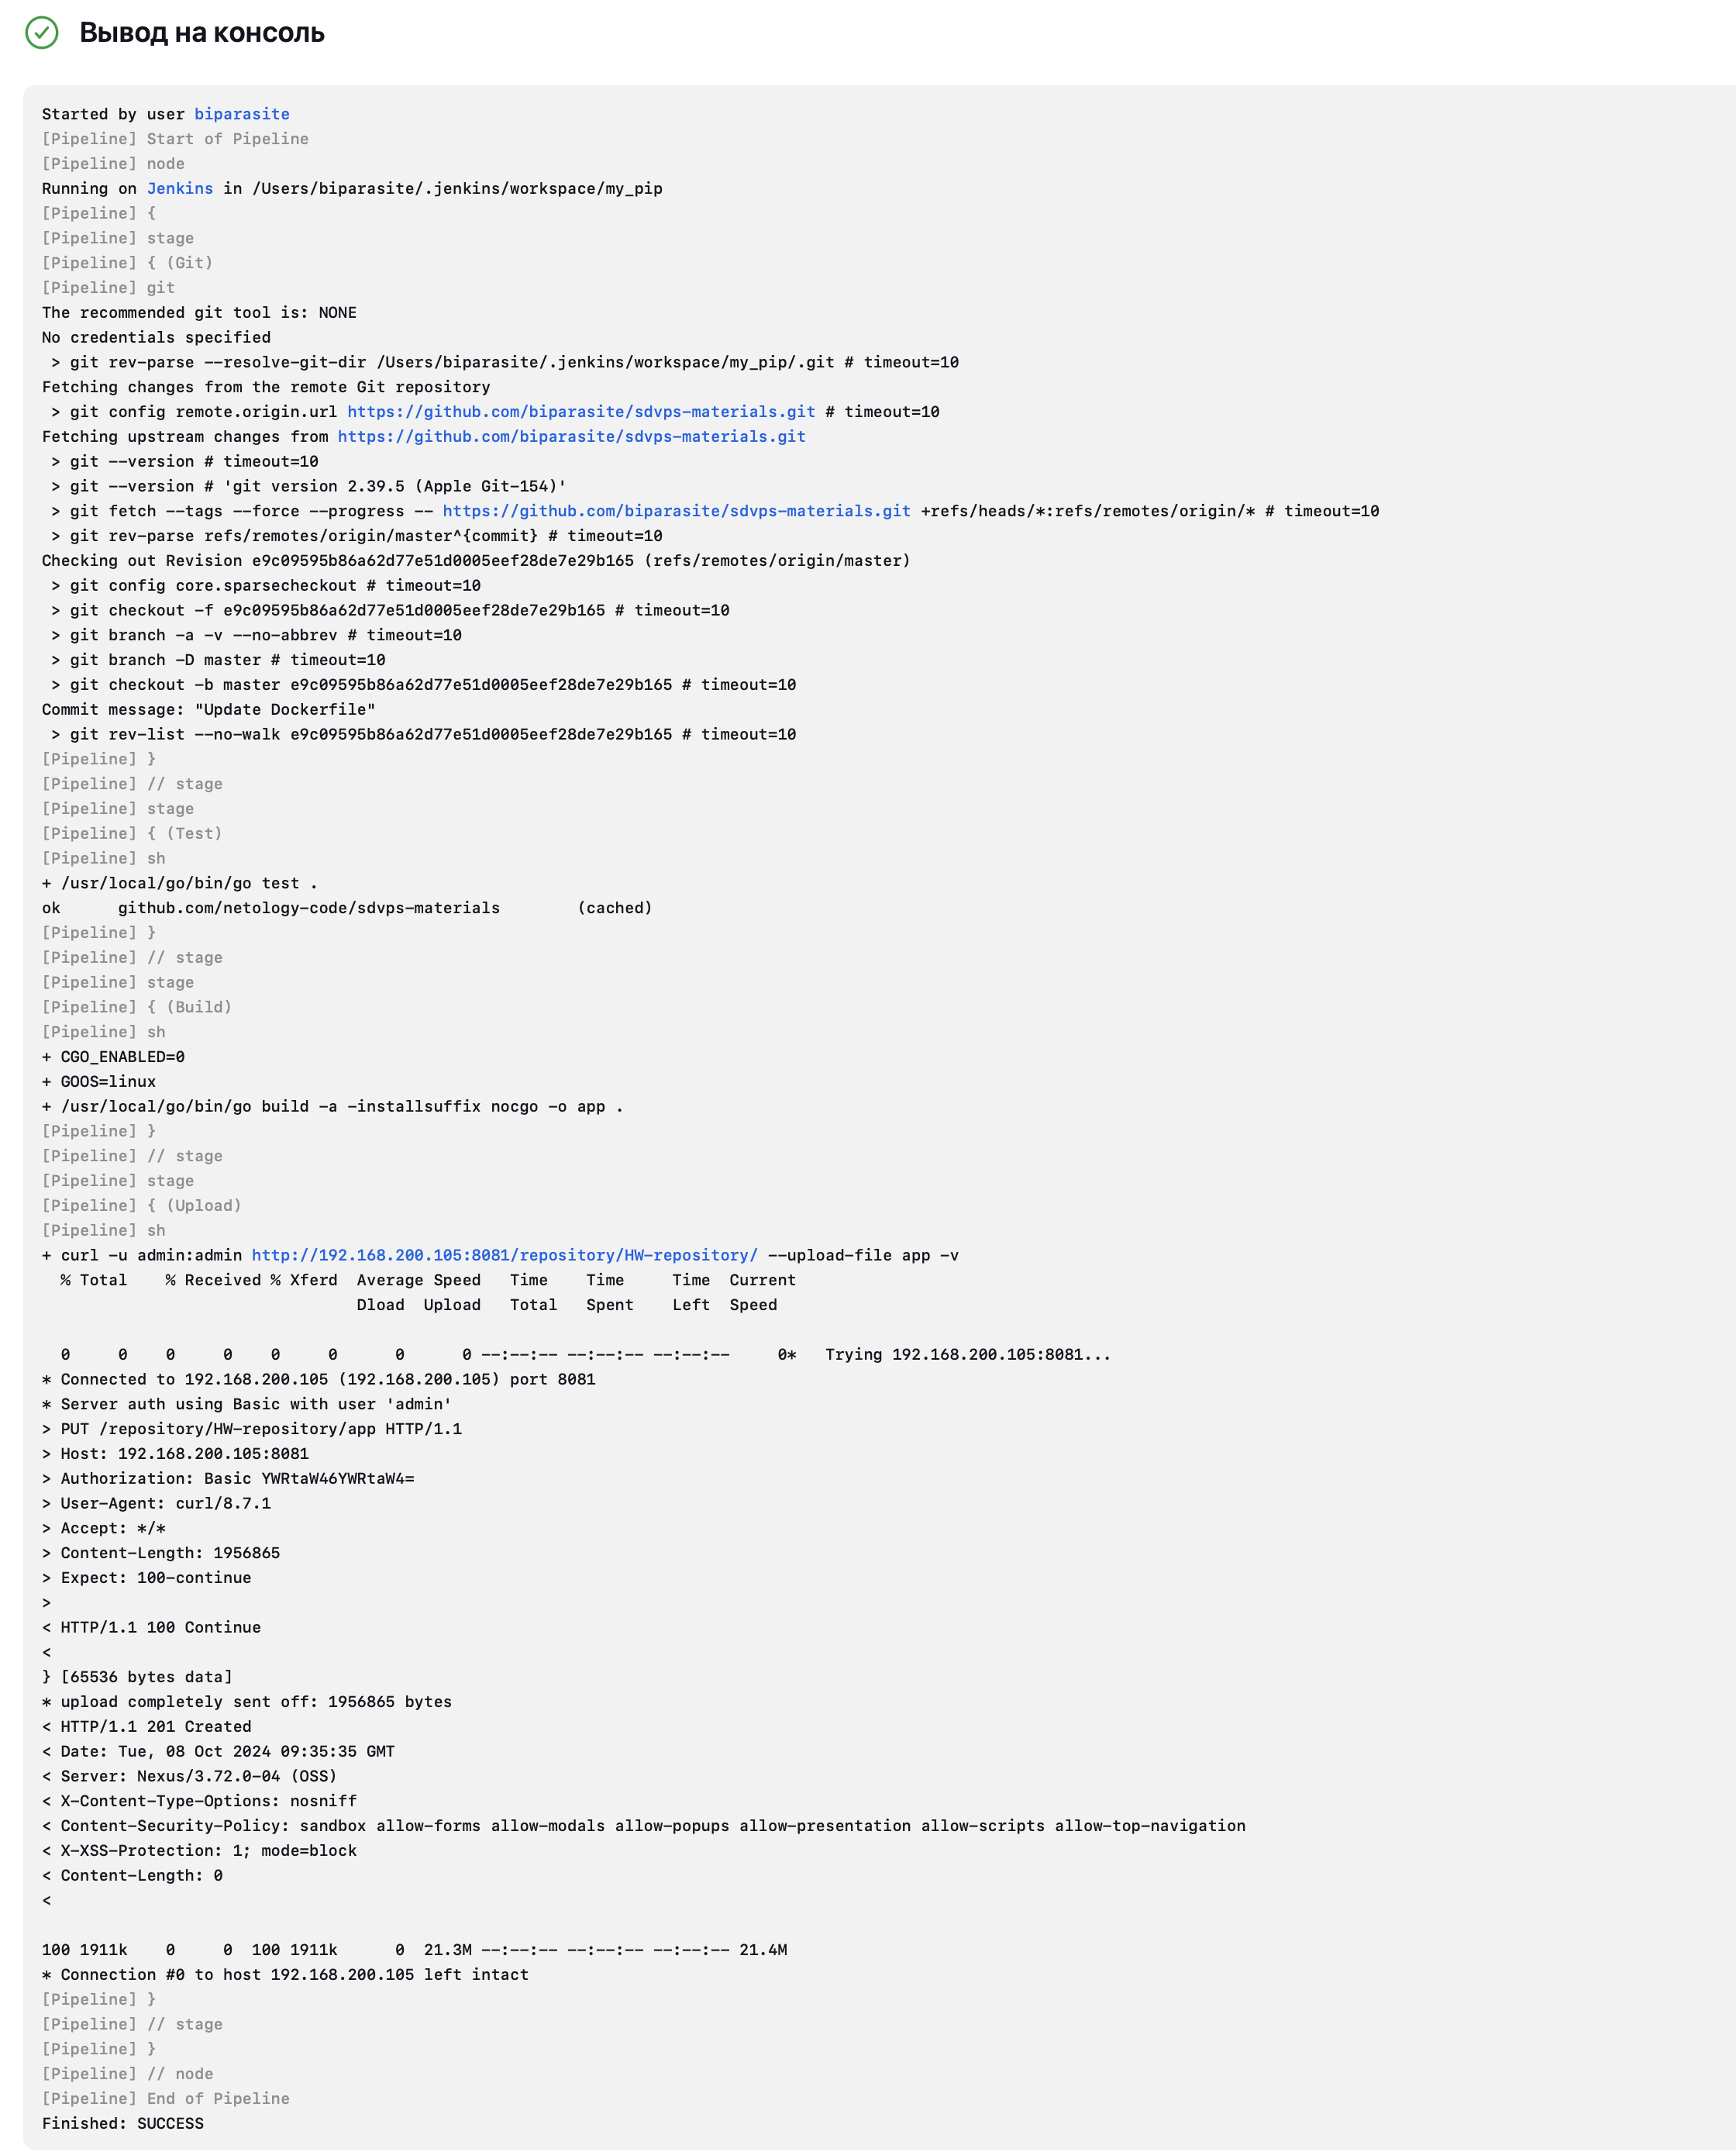 Вывод на консоль
Started by user biparasite
[Pipeline] Start of Pipeline
[Pipeline] node
Running on Jenkins in /Users/biparasite/.jenkins/workspace/my_pip
[Pipeline] {
[Pipeline] stage
[Pipeline] { (Git)
[Pipeline] git
The recommended git tool is: NONE
No credentials specified
 > git rev-parse --resolve-git-dir /Users/biparasite/.jenkins/workspace/my_pip/.git # timeout=10
Fetching changes from the remote Git repository
 > git config remote.origin.url https://github.com/biparasite/sdvps-materials.git # timeout=10
Fetching upstream changes from https://github.com/biparasite/sdvps-materials.git
 > git --version # timeout=10
 > git --version # 'git version 2.39.5 (Apple Git-154)'
 > git fetch --tags --force --progress -- https://github.com/biparasite/sdvps-materials.git +refs/heads/*:refs/remotes/origin/* # timeout=10
 > git rev-parse refs/remotes/origin/master^{commit} # timeout=10
Checking out Revision e9c09595b86a62d77e51d0005eef28de7e29b165 (refs/remotes/origin/master)
 > git config core.sparsecheckout # timeout=10
 > git checkout -f e9c09595b86a62d77e51d0005eef28de7e29b165 # timeout=10
 > git branch -a -v --no-abbrev # timeout=10
 > git branch -D master # timeout=10
 > git checkout -b master e9c09595b86a62d77e51d0005eef28de7e29b165 # timeout=10
Commit message: "Update Dockerfile"
 > git rev-list --no-walk e9c09595b86a62d77e51d0005eef28de7e29b165 # timeout=10
[Pipeline] }
[Pipeline] // stage
[Pipeline] stage
[Pipeline] { (Test)
[Pipeline] sh
+ /usr/local/go/bin/go test .
ok      github.com/netology-code/sdvps-materials        (cached)
[Pipeline] }
[Pipeline] // stage
[Pipeline] stage
[Pipeline] { (Build)
[Pipeline] sh
+ CGO_ENABLED=0
+ GOOS=linux
+ /usr/local/go/bin/go build -a -installsuffix nocgo -o app .
[Pipeline] }
[Pipeline] // stage
[Pipeline] stage
[Pipeline] { (Upload)
[Pipeline] sh
+ curl -u admin:admin http://192.168.200.105:8081/repository/HW-repository/ --upload-file app -v
  % Total    % Received % Xferd  Average Speed   Time    Time     Time  Current
                                 Dload  Upload   Total   Spent    Left  Speed
  0     0    0     0    0     0      0      0 --:--:-- --:--:-- --:--:--     0*   Trying 192.168.200.105:8081...
* Connected to 192.168.200.105 (192.168.200.105) port 8081
* Server auth using Basic with user 'admin'
> PUT /repository/HW-repository/app HTTP/1.1
> Host: 192.168.200.105:8081
> Authorization: Basic YWRtaW46YWRtaW4=
> User-Agent: curl/8.7.1
> Accept: */*
> Content-Length: 1956865
> Expect: 100-continue
>
< HTTP/1.1 100 Continue
<
} [65536 bytes data]
* upload completely sent off: 1956865 bytes
< HTTP/1.1 201 Created
< Date: Tue, 08 Oct 2024 09:35:35 GMT
< Server: Nexus/3.72.0-04 (OSS)
< X-Content-Type-Options: nosniff
< Content-Security-Policy: sandbox allow-forms allow-modals allow-popups allow-presentation allow-scripts allow-top-navigation
< X-XSS-Protection: 1; mode=block
< Content-Length: 0
<
100 1911k    0     0  100 1911k      0  21.3M --:--:-- --:--:-- --:--:-- 21.4M
* Connection #0 to host 192.168.200.105 left intact
[Pipeline] }
[Pipeline] // stage
[Pipeline] }
[Pipeline] // node
[Pipeline] End of Pipeline
Finished: SUCCESS